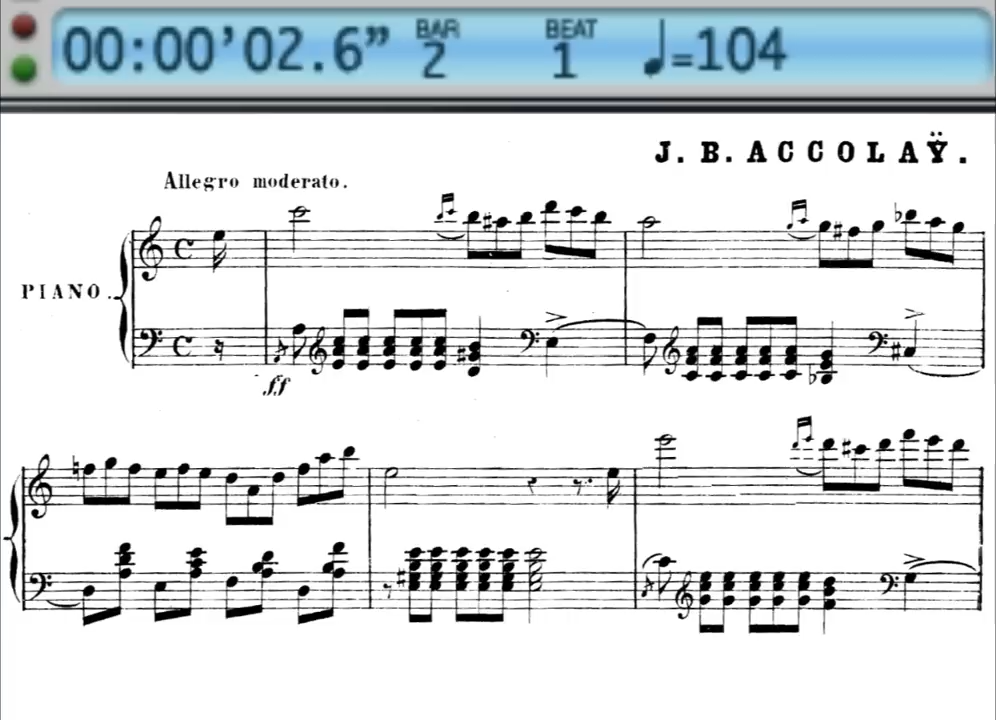 00:00'02.6” BAR 2 BEAT 1 ♩=104
J. B. ACCOLAŸ.
Allegro moderato.
PIANO.
ff